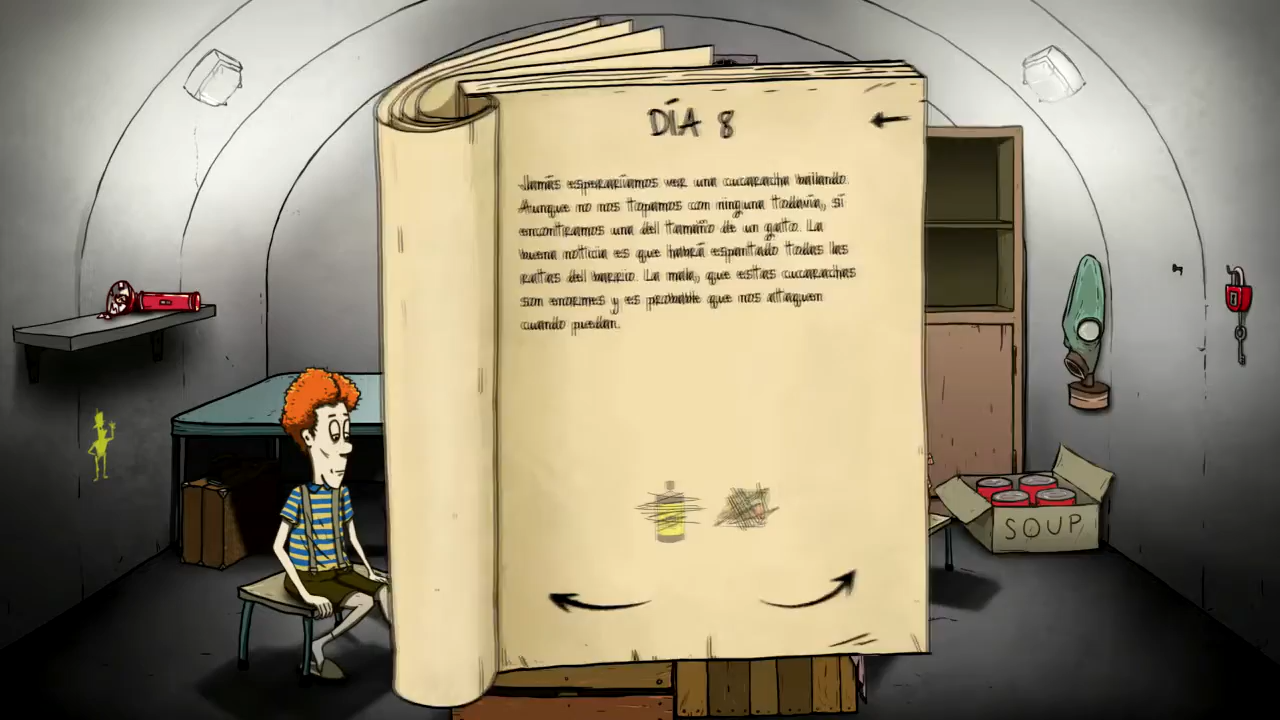 DÍA 8
Jamás esperaríamos ver una cucaracha bailando.
Aunque no nos topamos con ninguna todavía, sí
encontramos una del tamaño de un gato. La
buena noticia es que habrá espantado todas las
ratas del barrio. La mala, que estas cucarachas
son enormes y es probable que nos ataquen
cuando puedan.
SOUP